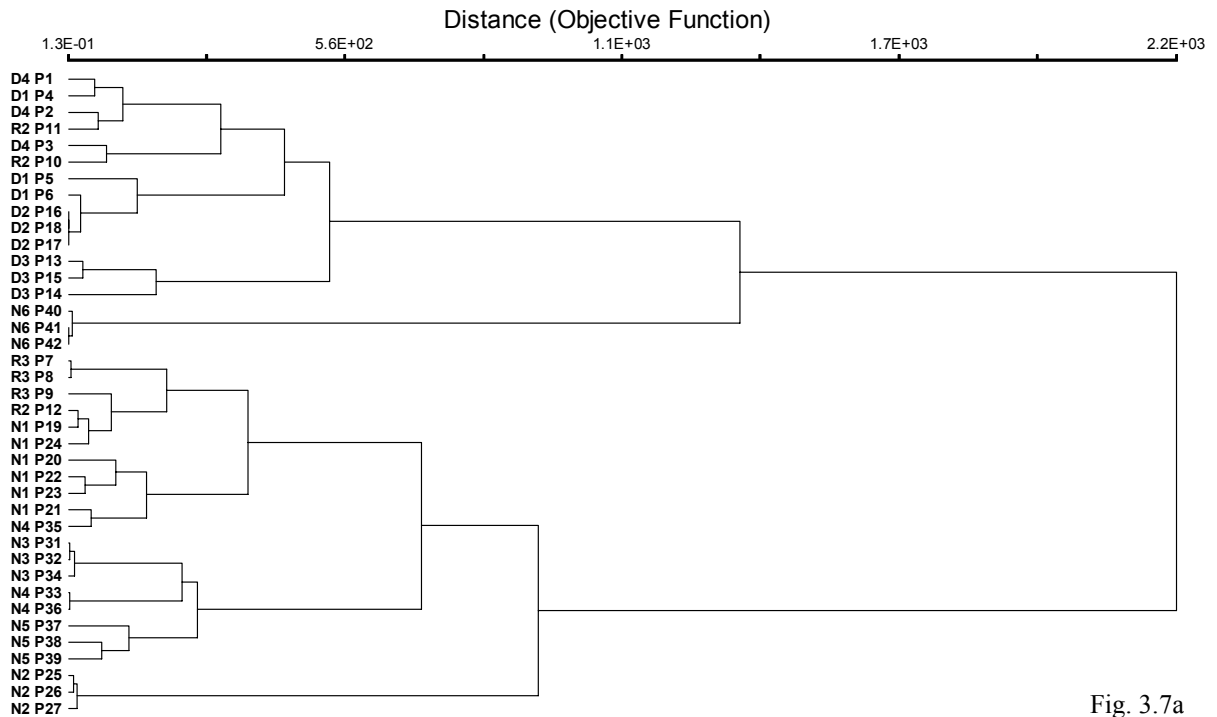 Distance (Objective Function)
1.3E-01 5.6E+02 1.1E+03 1.7E+03 2.2E+03
D4 P1
D1 P4
D4 P2
R2 P11
D4 P3
R2 P10
D1 P5
D1 P6
D2 P16
D2 P18
D2 P17
D3 P13
D3 P15
D3 P14
N6 P40
N6 P41
N6 P42
R3 P7
R3 P8
R3 P9
R2 P12
N1 P19
N1 P24
N1 P20
N1 P22
N1 P23
N1 P21
N4 P35
N3 P31
N3 P32
N3 P34
N4 P33
N4 P36
N5 P37
N5 P38
N5 P39
N2 P25
N2 P26
N2 P27
Fig. 3.7a